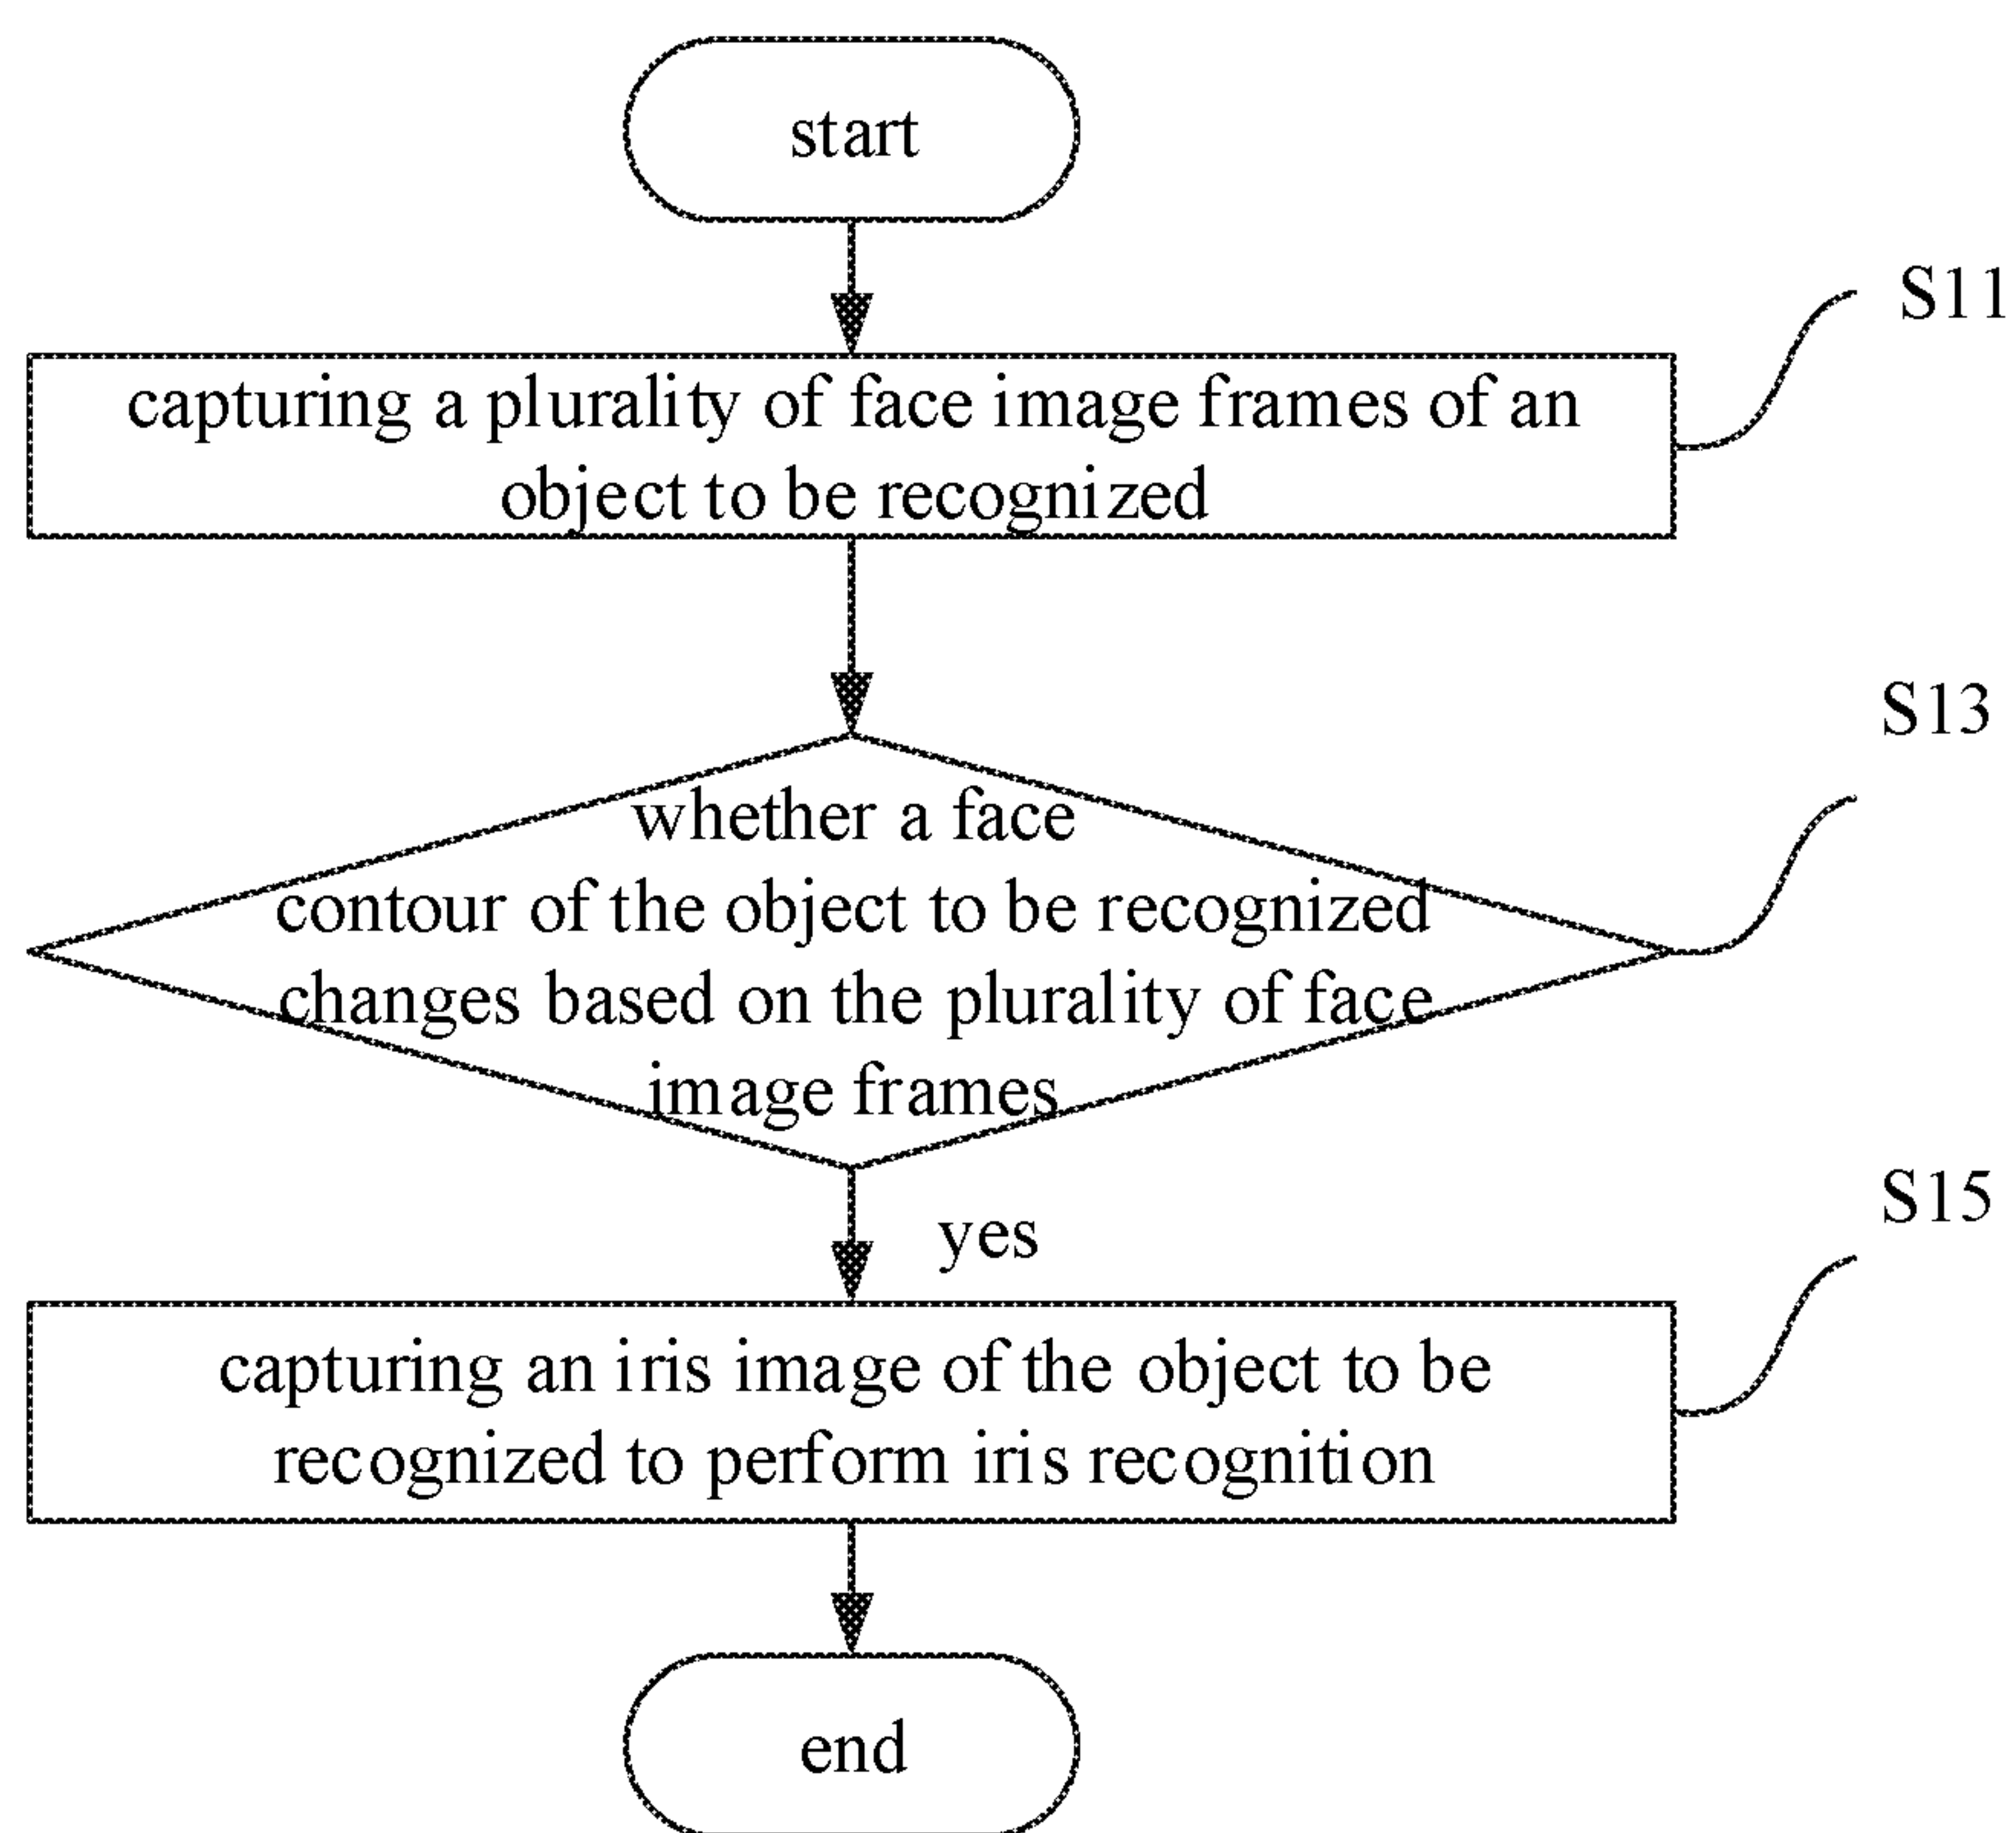 start
S11
capturing a plurality of face image frames of an
object to be recognized
S13
whether a face
contour of the object to be recognized
changes based on the plurality of face
image frames
yes
S15
capturing an iris image of the object to be
recognized to perform iris recognition
end